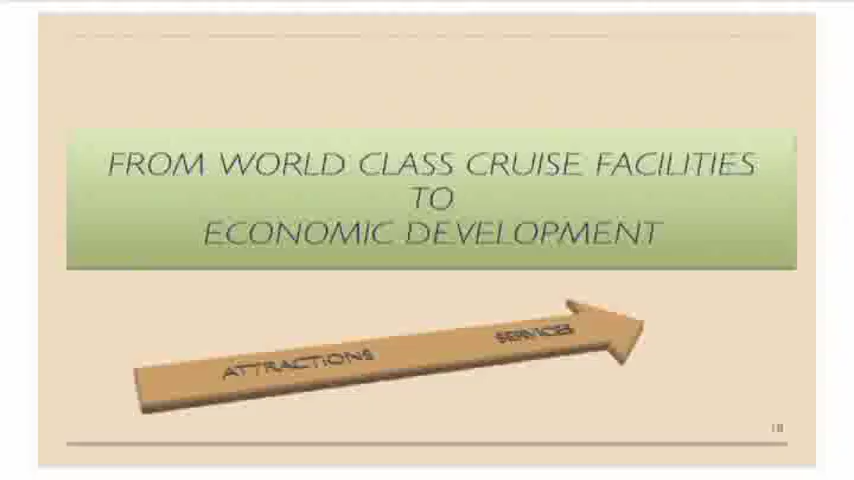 FROM WORLD CLASS CRUISE FACILITIES
TO
ECONOMIC DEVELOPMENT
ATTRACTIONS
SERVICES